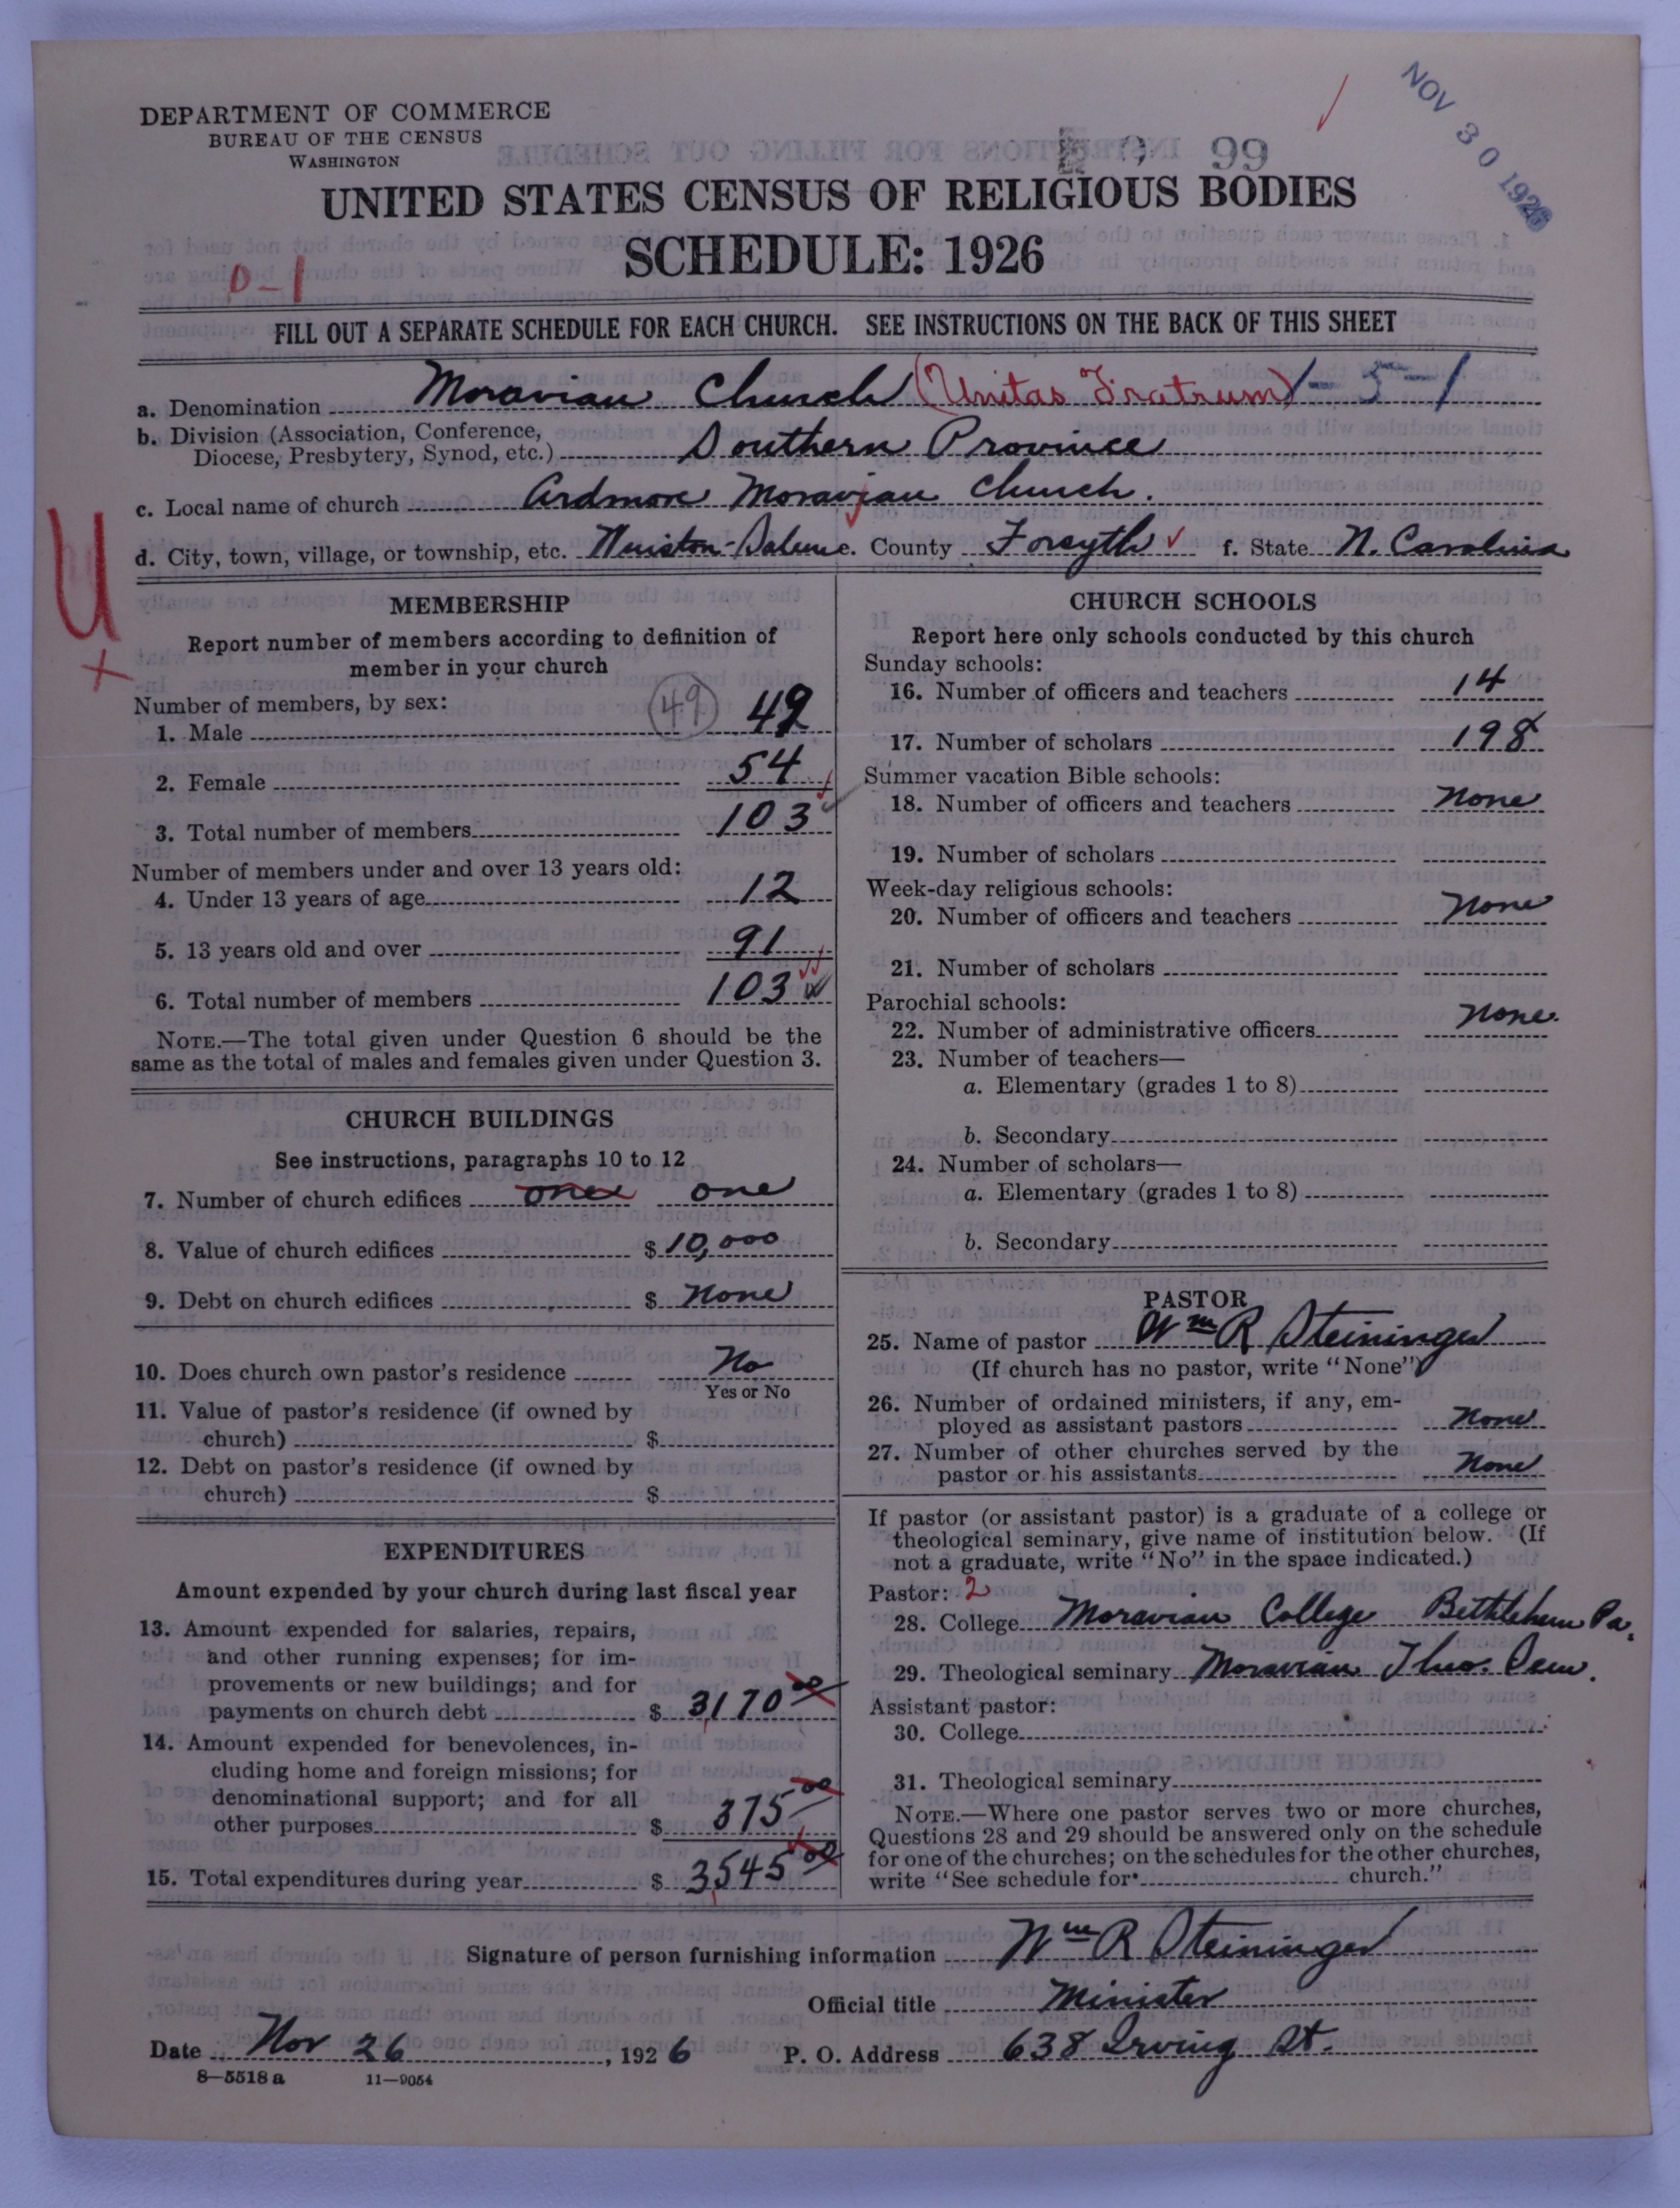 DEPARTMENT OF COMMERCE
BUREAU OF THE CENSUS
WASHINGTON
99
NOV 30 1926
UNITED STATES CENSUS OF RELIGIOUS BODIES
SCHEDULE: 1926
0-1
FILL OUT A SEPARATE SCHEDULE FOR EACH CHURCH. SEE INSTRUCTIONS ON THE BACK OF THIS SHEET
a. Denomination Moravian Church (Unitas Fratrum) 1-5-1
b. Division (Association, Conference, Diocese, Presbytery, Synod, etc.) Southern Province
c. Local name of church Ardmore Moravian Church.
d. City, town, village, or township, etc. Winston-Salem e. County Forsyth f. State N. Carolina
U
x
MEMBERSHIP
Report number of members according to definition of
member in your church
Number of members, by sex:
1. Male 49 49
2. Female 54
3. Total number of members 103
Number of members under and over 13 years old:
4. Under 13 years of age 12
5. 13 years old and over 91
6. Total number of members 103
NOTE.—The total given under Question 6 should be the
same as the total of males and females given under Question 3.
CHURCH BUILDINGS
See instructions, paragraphs 10 to 12
7. Number of church edifices one one
8. Value of church edifices $ 10,000
9. Debt on church edifices $ None
10. Does church own pastor's residence No
Yes or No
11. Value of pastor's residence (if owned by
church) $
12. Debt on pastor's residence (if owned by
church) $
EXPENDITURES
Amount expended by your church during last fiscal year
13. Amount expended for salaries, repairs,
and other running expenses; for im-
provements or new buildings; and for
payments on church debt $ 3,170 00
14. Amount expended for benevolences, in-
cluding home and foreign missions; for
denominational support; and for all
other purposes $ 375 00
15. Total expenditures during year $ 3,545 00
CHURCH SCHOOLS
Report here only schools conducted by this church
Sunday schools:
16. Number of officers and teachers 14
17. Number of scholars 198
Summer vacation Bible schools:
18. Number of officers and teachers None
19. Number of scholars
Week-day religious schools:
20. Number of officers and teachers None
21. Number of scholars
Parochial schools:
22. Number of administrative officers None.
23. Number of teachers—
a. Elementary (grades 1 to 8)
b. Secondary
24. Number of scholars—
a. Elementary (grades 1 to 8)
b. Secondary
PASTOR
25. Name of pastor Wm R Steininger
(If church has no pastor, write "None")
26. Number of ordained ministers, if any, em-
ployed as assistant pastors None
27. Number of other churches served by the
pastor or his assistants None
If pastor (or assistant pastor) is a graduate of a college or
theological seminary, give name of institution below. (If
not a graduate, write "No" in the space indicated.)
Pastor: 2
28. College Moravian College Bethlehem Pa.
29. Theological seminary Moravian Theo. Sem.
Assistant pastor:
30. College
31. Theological seminary
NOTE.—Where one pastor serves two or more churches,
Questions 28 and 29 should be answered only on the schedule
for one of the churches; on the schedules for the other churches,
write "See schedule for church."
Signature of person furnishing information Wm R Steininger
Official title Minister
Date Nov 26, 1926 P. O. Address 638 Irving St.
8—5518 a 11—9054